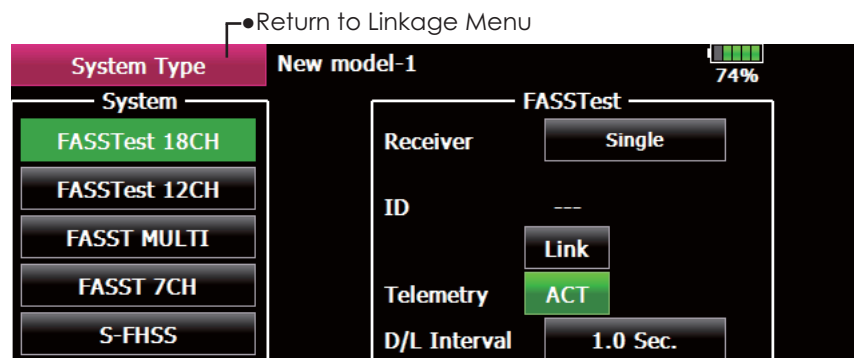 Return to Linkage Menu
System Type
New model-1
74%
System
FASSTest 18CH
FASSTest 12CH
FASST MULTI
FASST 7CH
S-FHSS
FASSTest
Receiver Single
ID ---
Link
Telemetry ACT
D/L Interval 1.0 Sec.